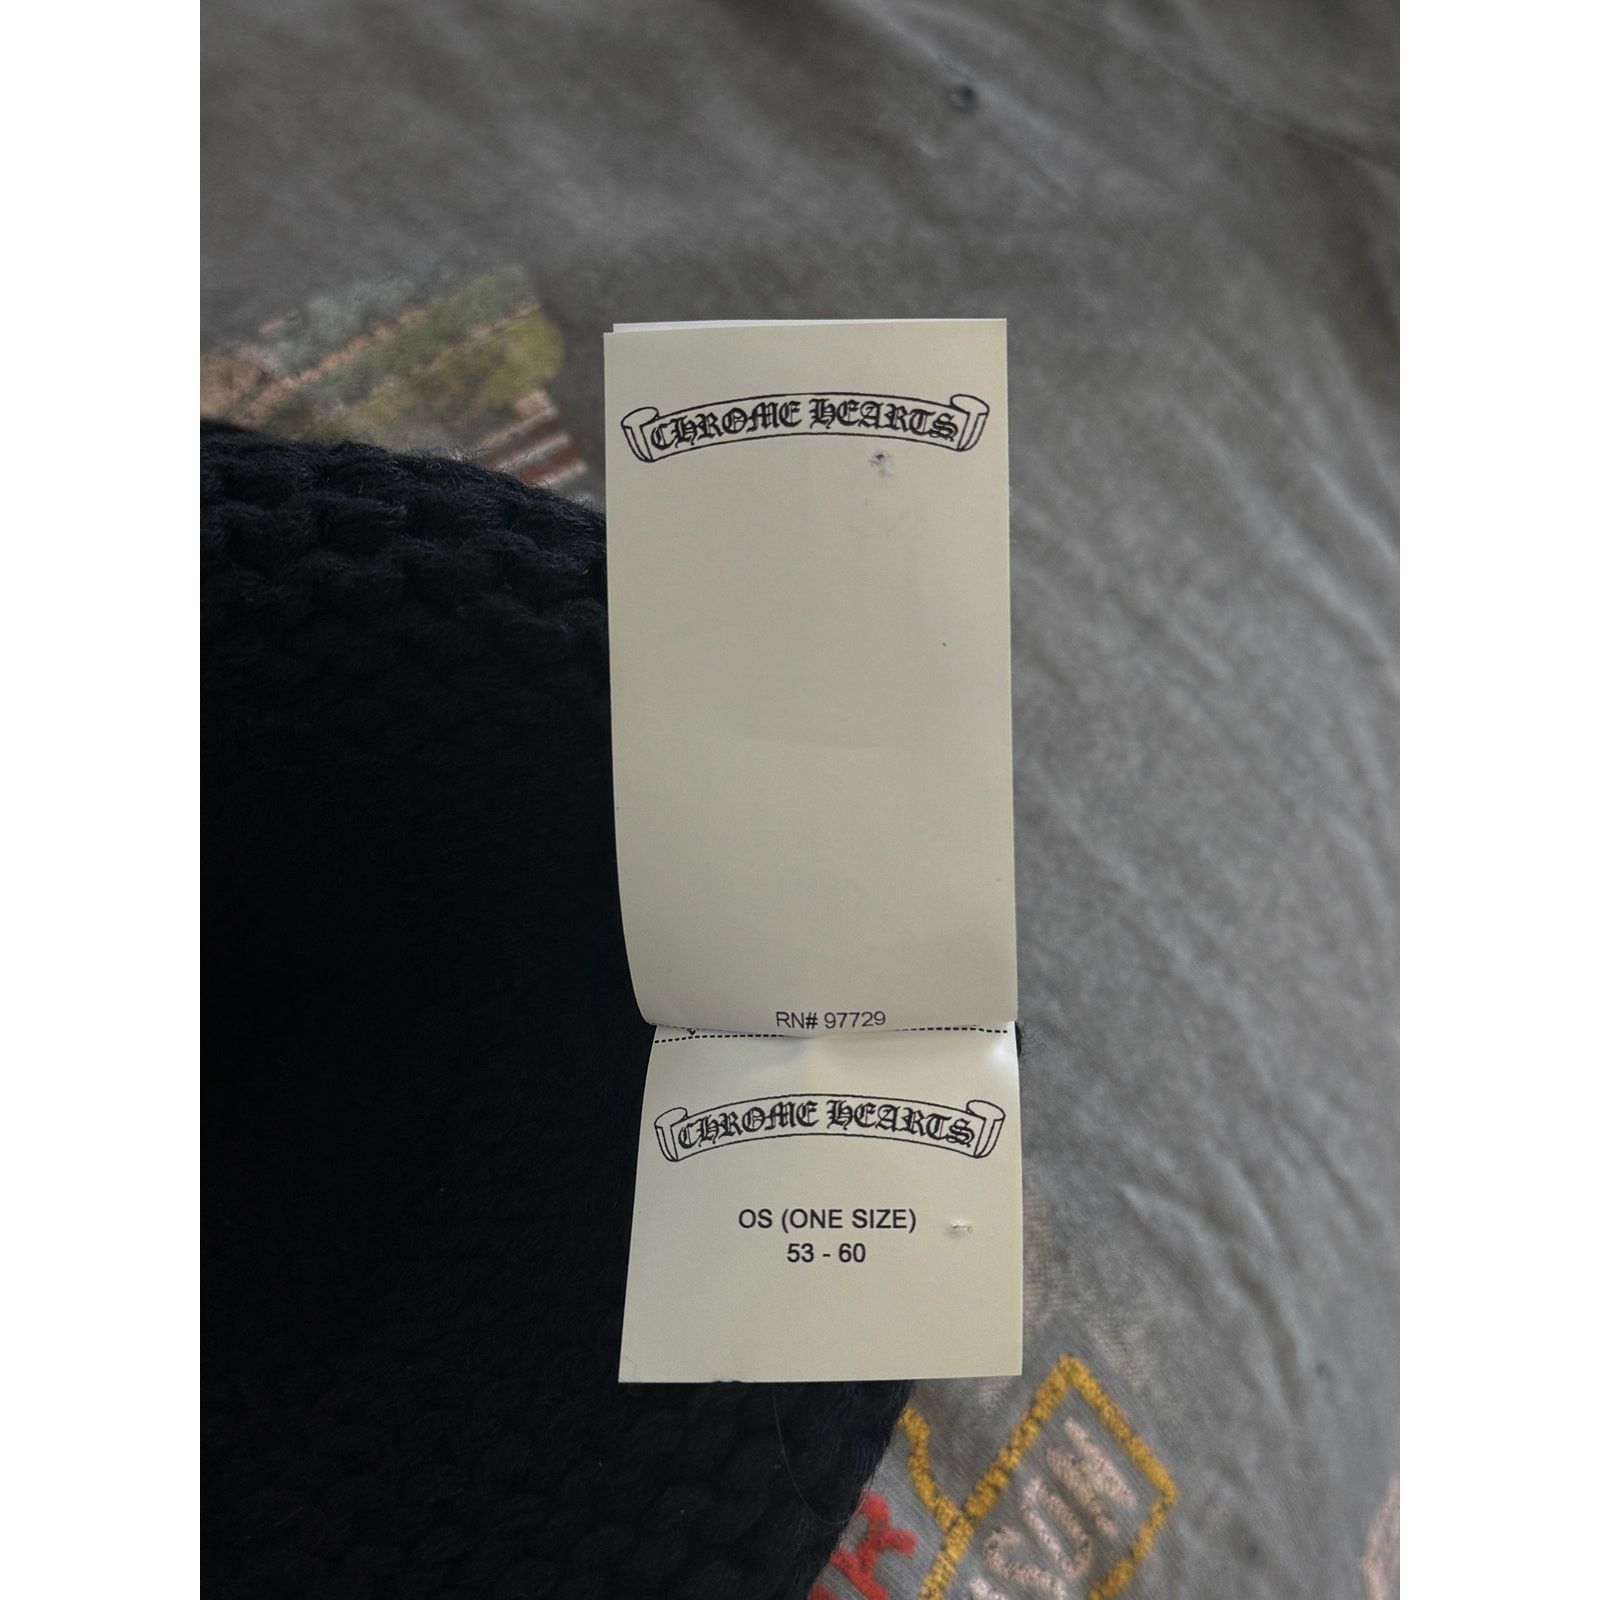 CHROME HEARTS
RN# 97729
CHROME HEARTS
OS (ONE SIZE)
53 - 60